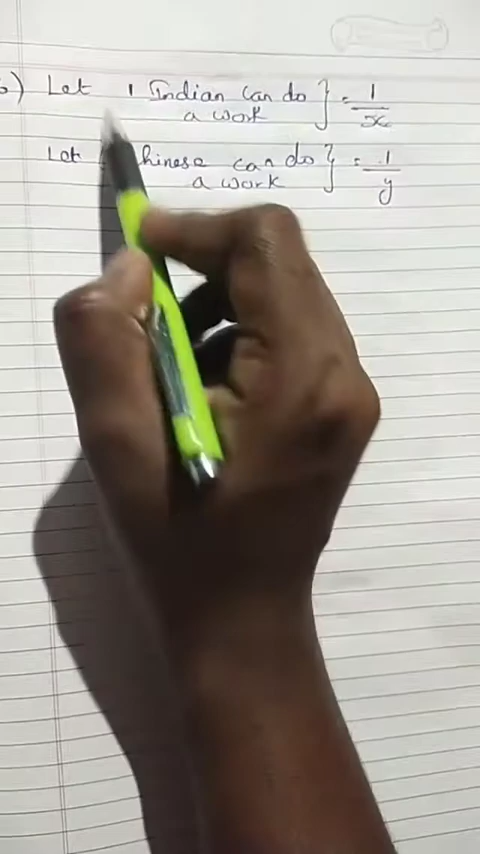 ) Let 1 Indian can do } = 1/x
a work
Let hinese can do } = 1/y
a work